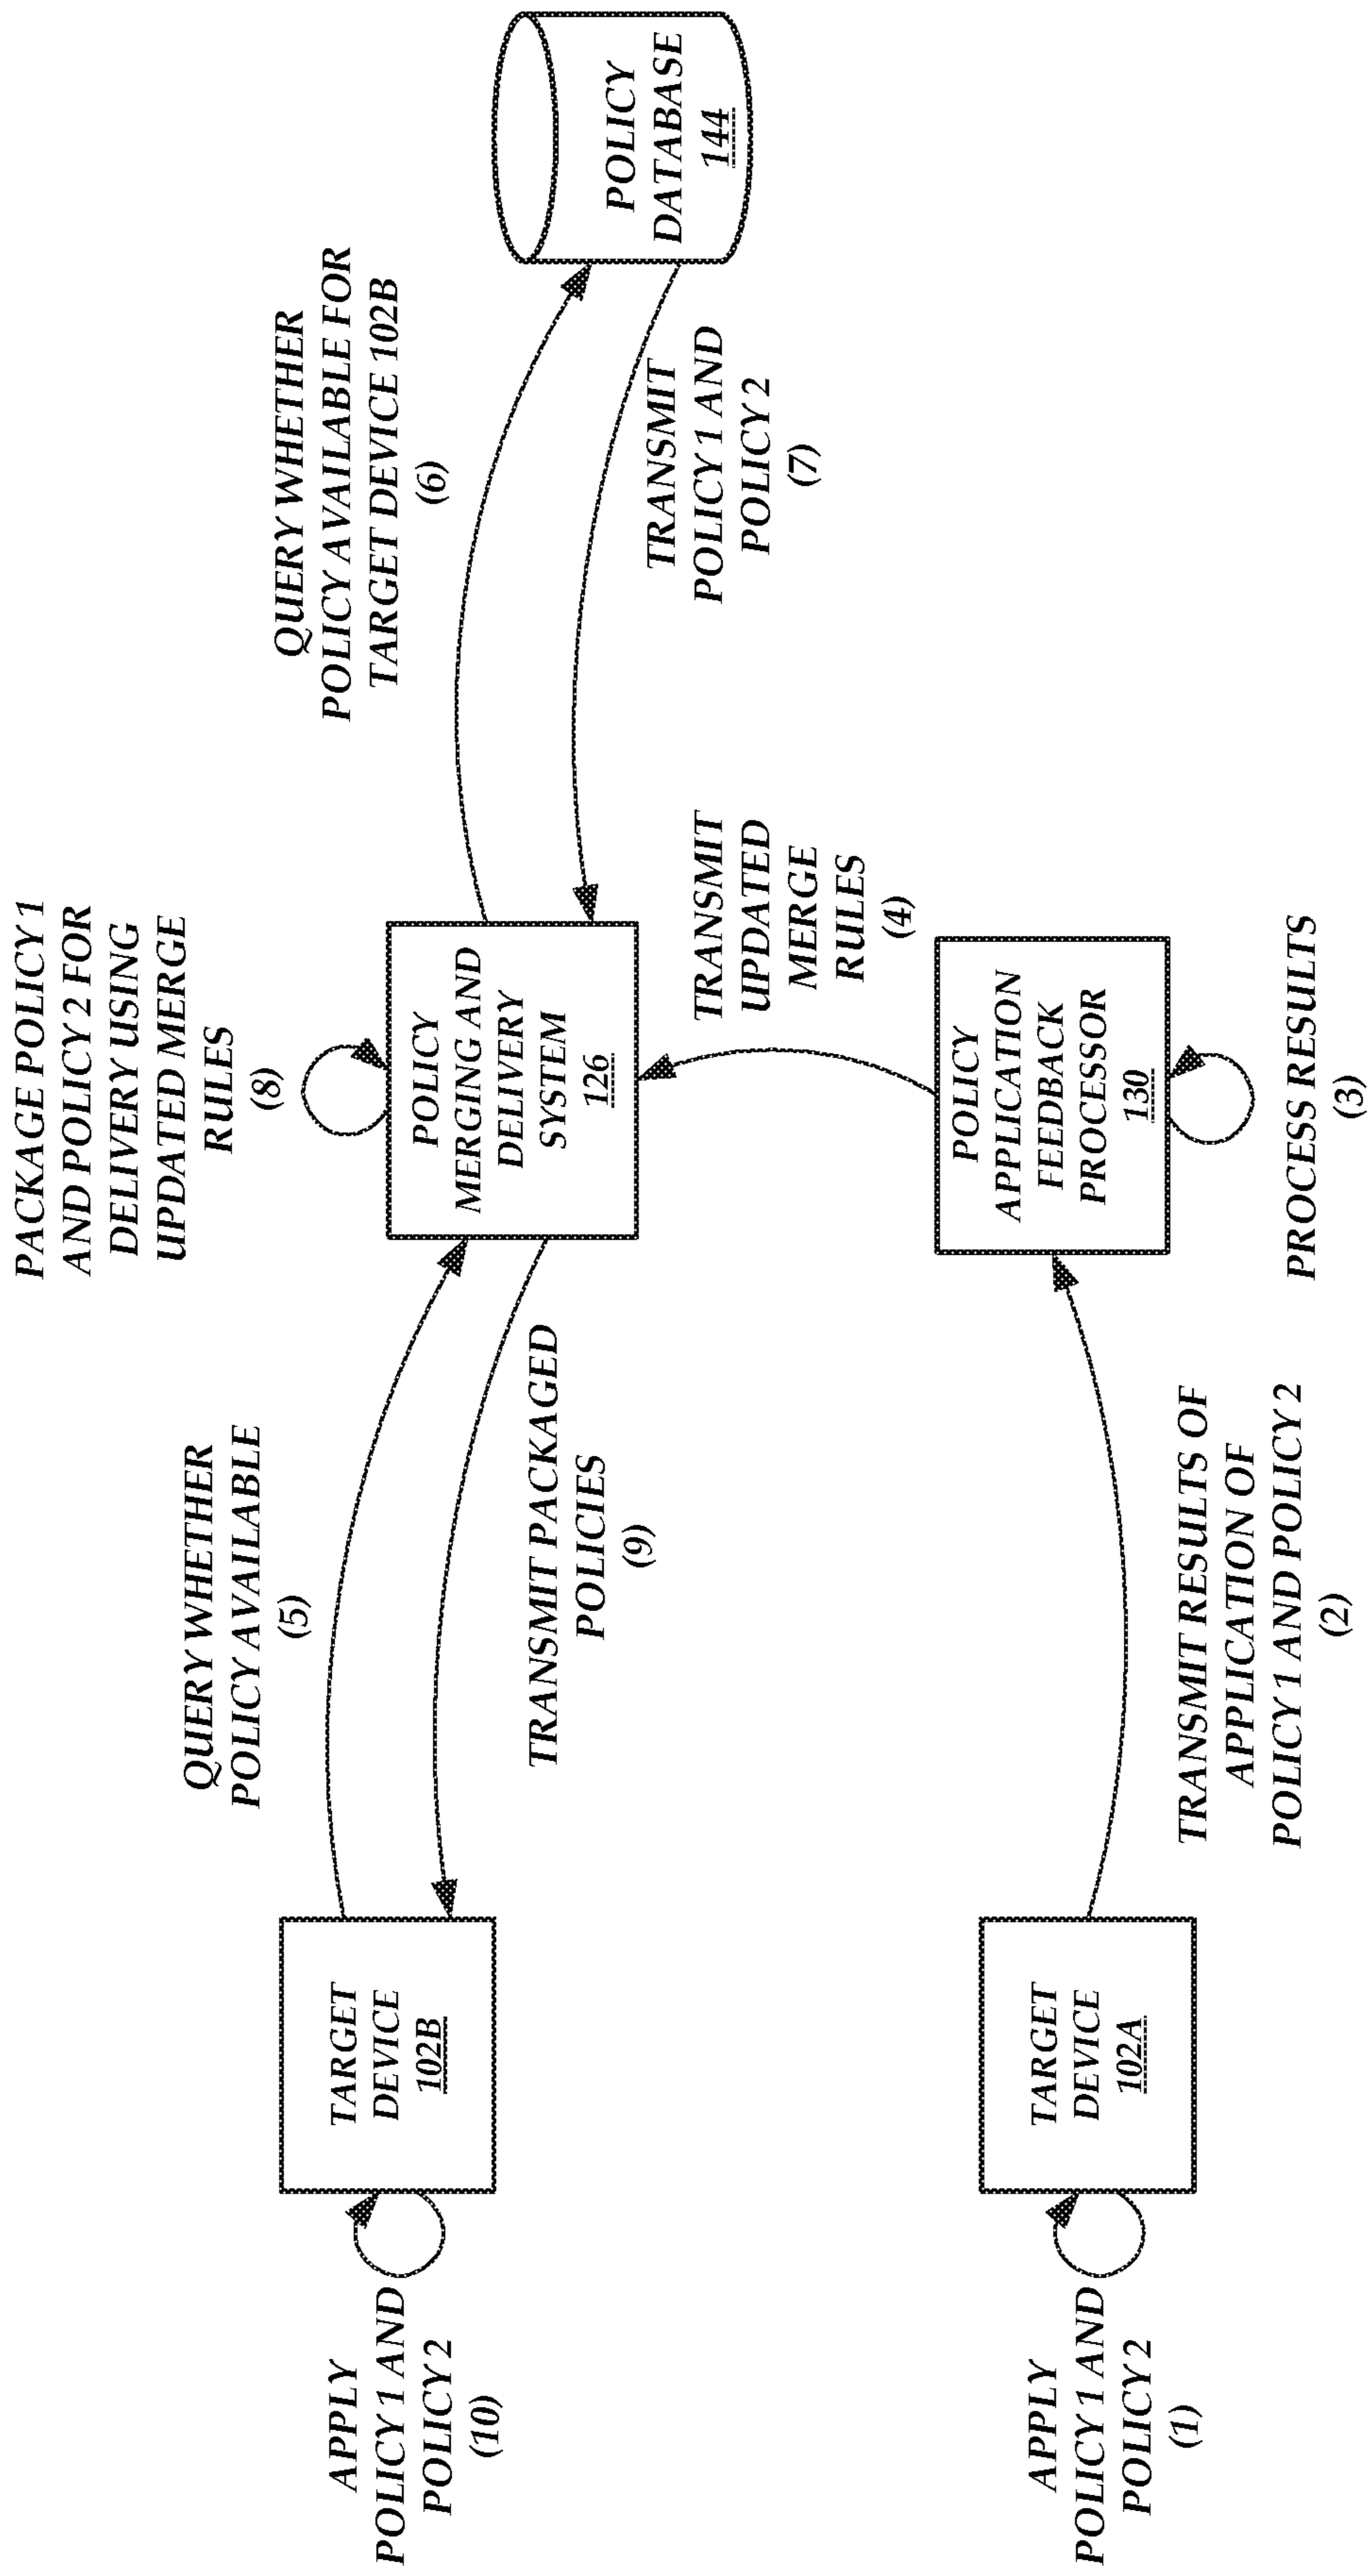 APPLY
POLICY 1 AND
POLICY 2
(10)
TARGET
DEVICE
102B
QUERY WHETHER
POLICY AVAILABLE
(5)
TRANSMIT PACKAGED
POLICIES
(9)
PACKAGE POLICY 1
AND POLICY 2 FOR
DELIVERY USING
UPDATED MERGE
RULES
(8)
POLICY
MERGING AND
DELIVERY
SYSTEM
126
QUERY WHETHER
POLICY AVAILABLE FOR
TARGET DEVICE 102B
(6)
TRANSMIT
POLICY 1 AND
POLICY 2
(7)
POLICY
DATABASE
144
TRANSMIT
UPDATED
MERGE
RULES
(4)
APPLY
POLICY 1 AND
POLICY 2
(1)
TARGET
DEVICE
102A
TRANSMIT RESULTS OF
APPLICATION OF
POLICY 1 AND POLICY 2
(2)
POLICY
APPLICATION
FEEDBACK
PROCESSOR
130
PROCESS RESULTS
(3)